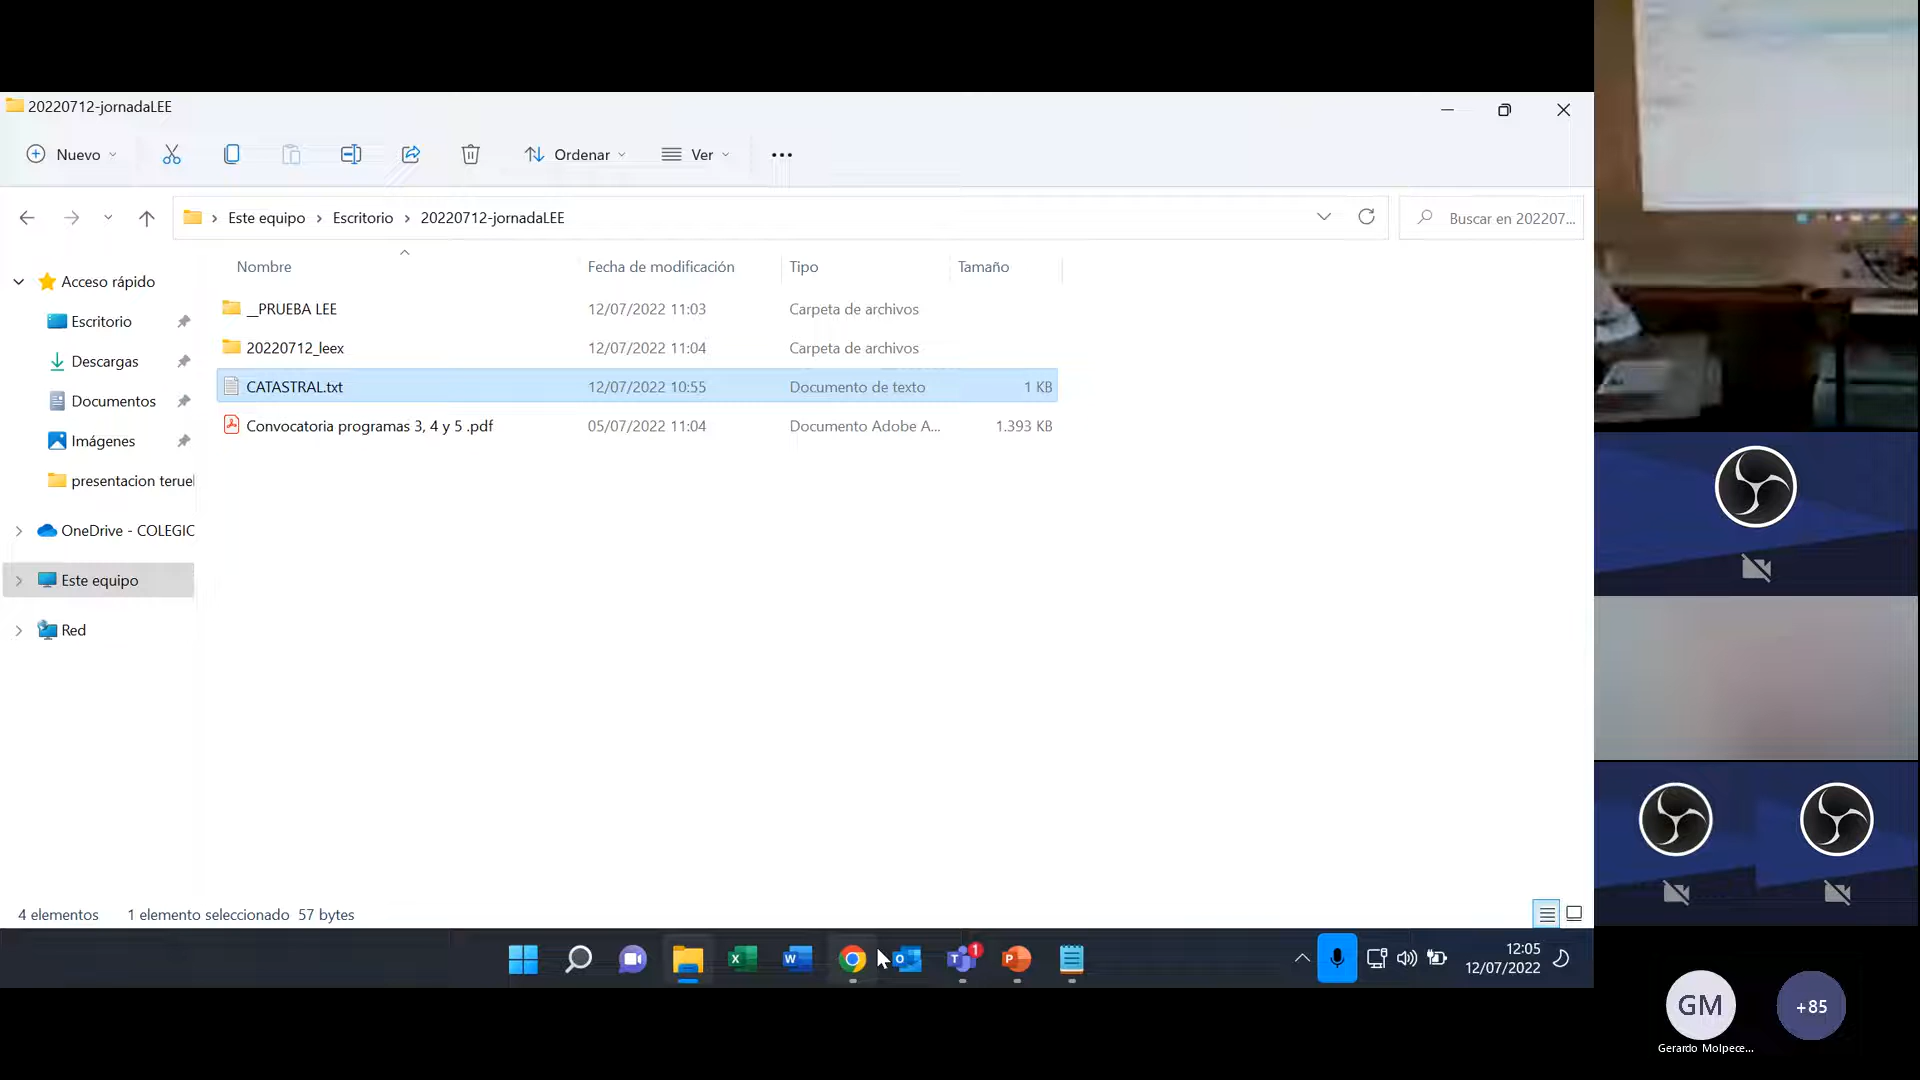 20220712-jornadaLEE
Nuevo
Ordenar
Ver
Este equipo
Escritorio
20220712-jornadaLEE
Buscar en 202207...
Nombre
Fecha de modificación
Tipo
Tamaño
__PRUEBA LEE
12/07/2022 11:03
Carpeta de archivos
20220712_leex
12/07/2022 11:04
Carpeta de archivos
CATASTRAL.txt
12/07/2022 10:55
Documento de texto
1 KB
Convocatoria programas 3, 4 y 5 .pdf
05/07/2022 11:04
Documento Adobe A...
1.393 KB
Acceso rápido
Escritorio
Descargas
Documentos
Imágenes
presentacion teruel
OneDrive - COLEGIO
Este equipo
Red
4 elementos
1 elemento seleccionado 57 bytes
1
12:05
12/07/2022
GM
+85
Gerardo Molpece...